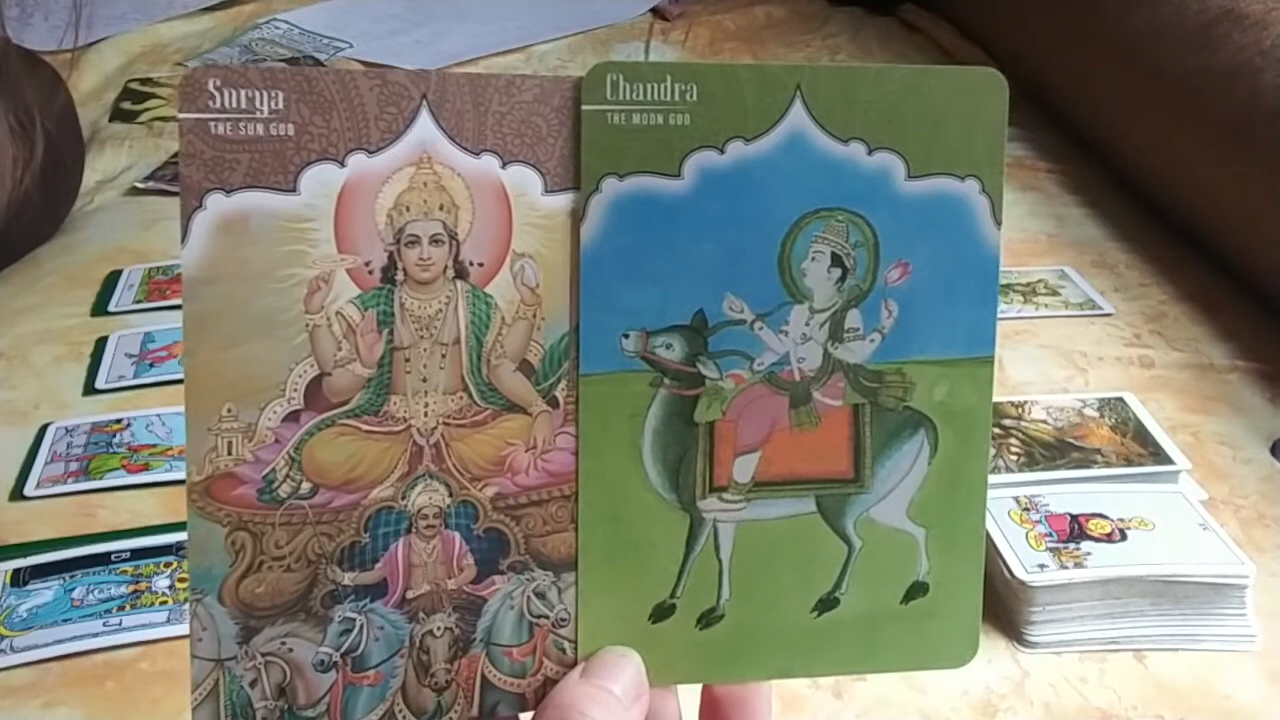 Surya
THE SUN GOD
Chandra
THE MOON GOD
B
J